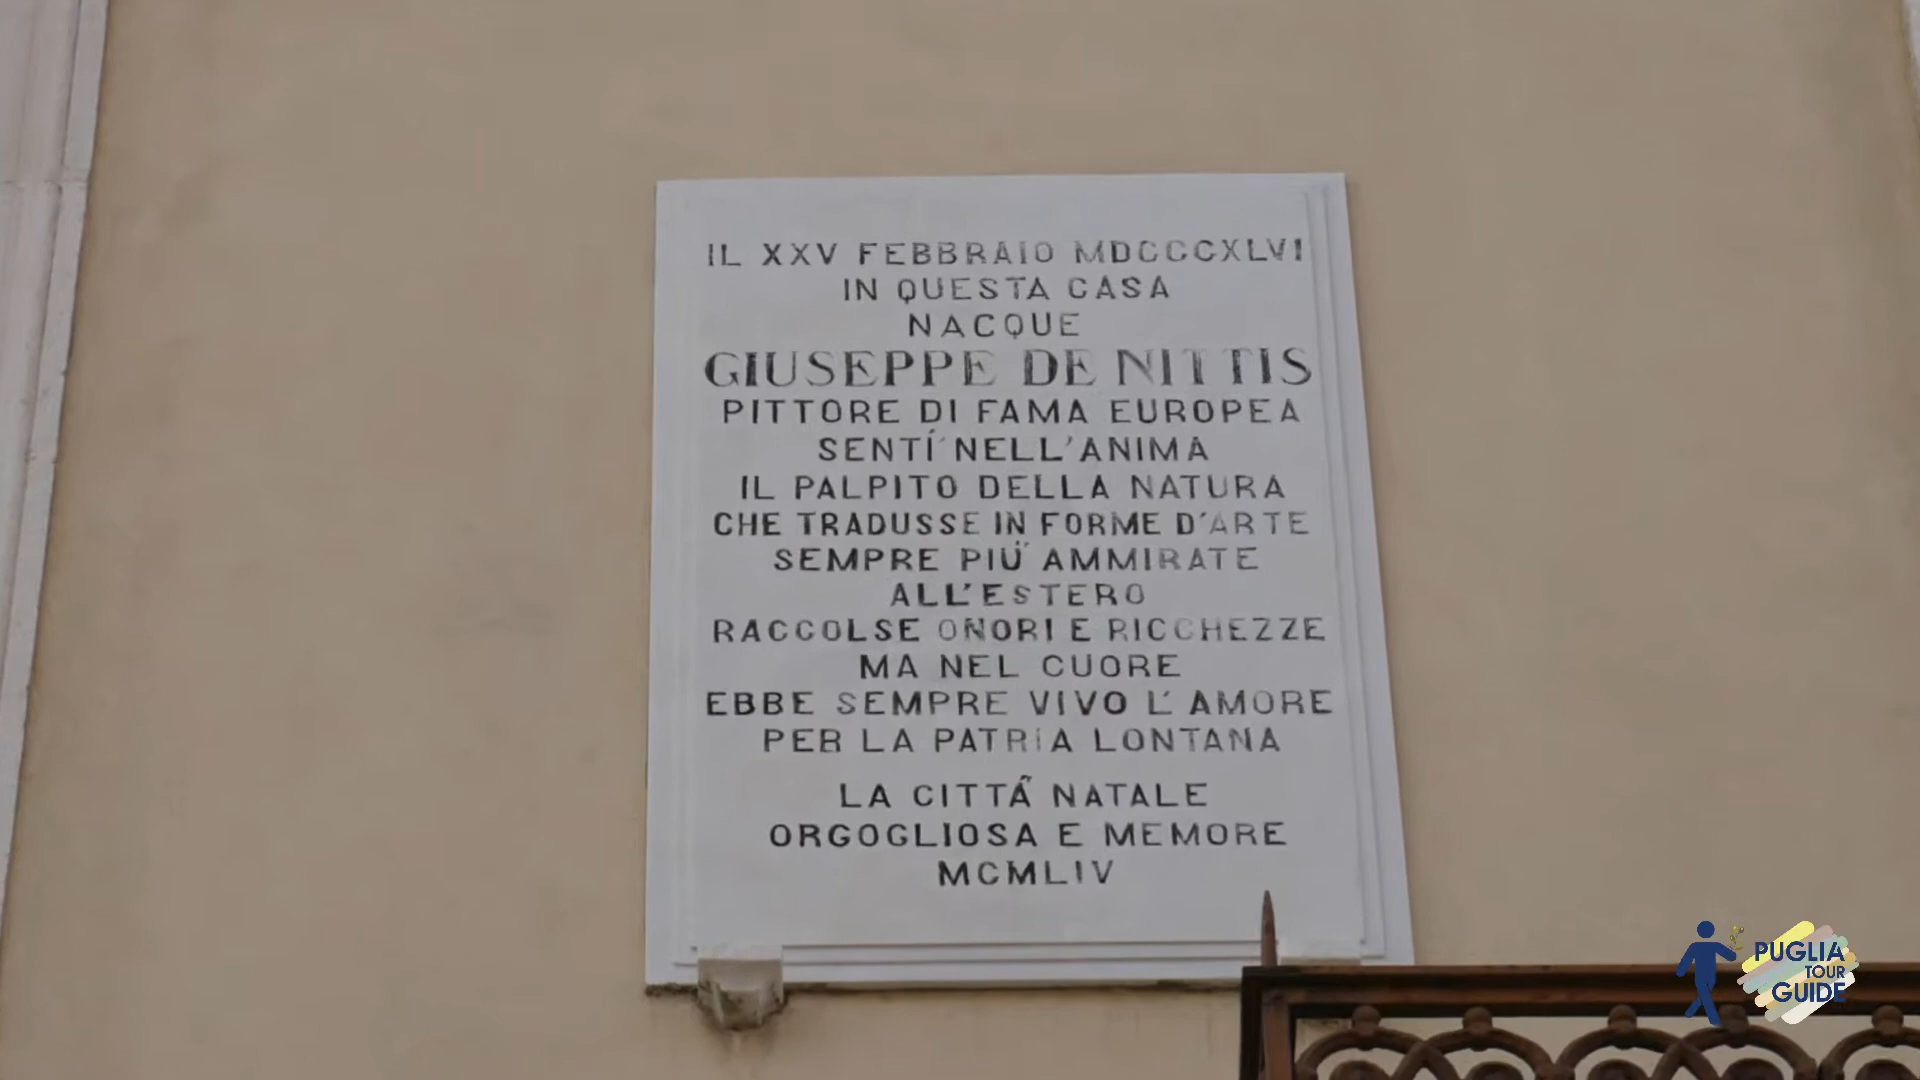 IL XXV FEBBRAIO MDCCCXLVI
IN QUESTA CASA
NACQUE
GIUSEPPE DE NITTIS
PITTORE DI FAMA EUROPEA
SENTÍ NELL'ANIMA
IL PALPITO DELLA NATURA
CHE TRADUSSE IN FORME D'ARTE
SEMPRE PIÚ AMMIRATE
ALL'ESTERO
RACCOLSE ONORI E RICCHEZZE
MA NEL CUORE
EBBE SEMPRE VIVO L'AMORE
PER LA PATRIA LONTANA
LA CITTÁ NATALE
ORGOGLIOSA E MEMORE
MCMLIV
PUGLIA
TOUR
GUIDE